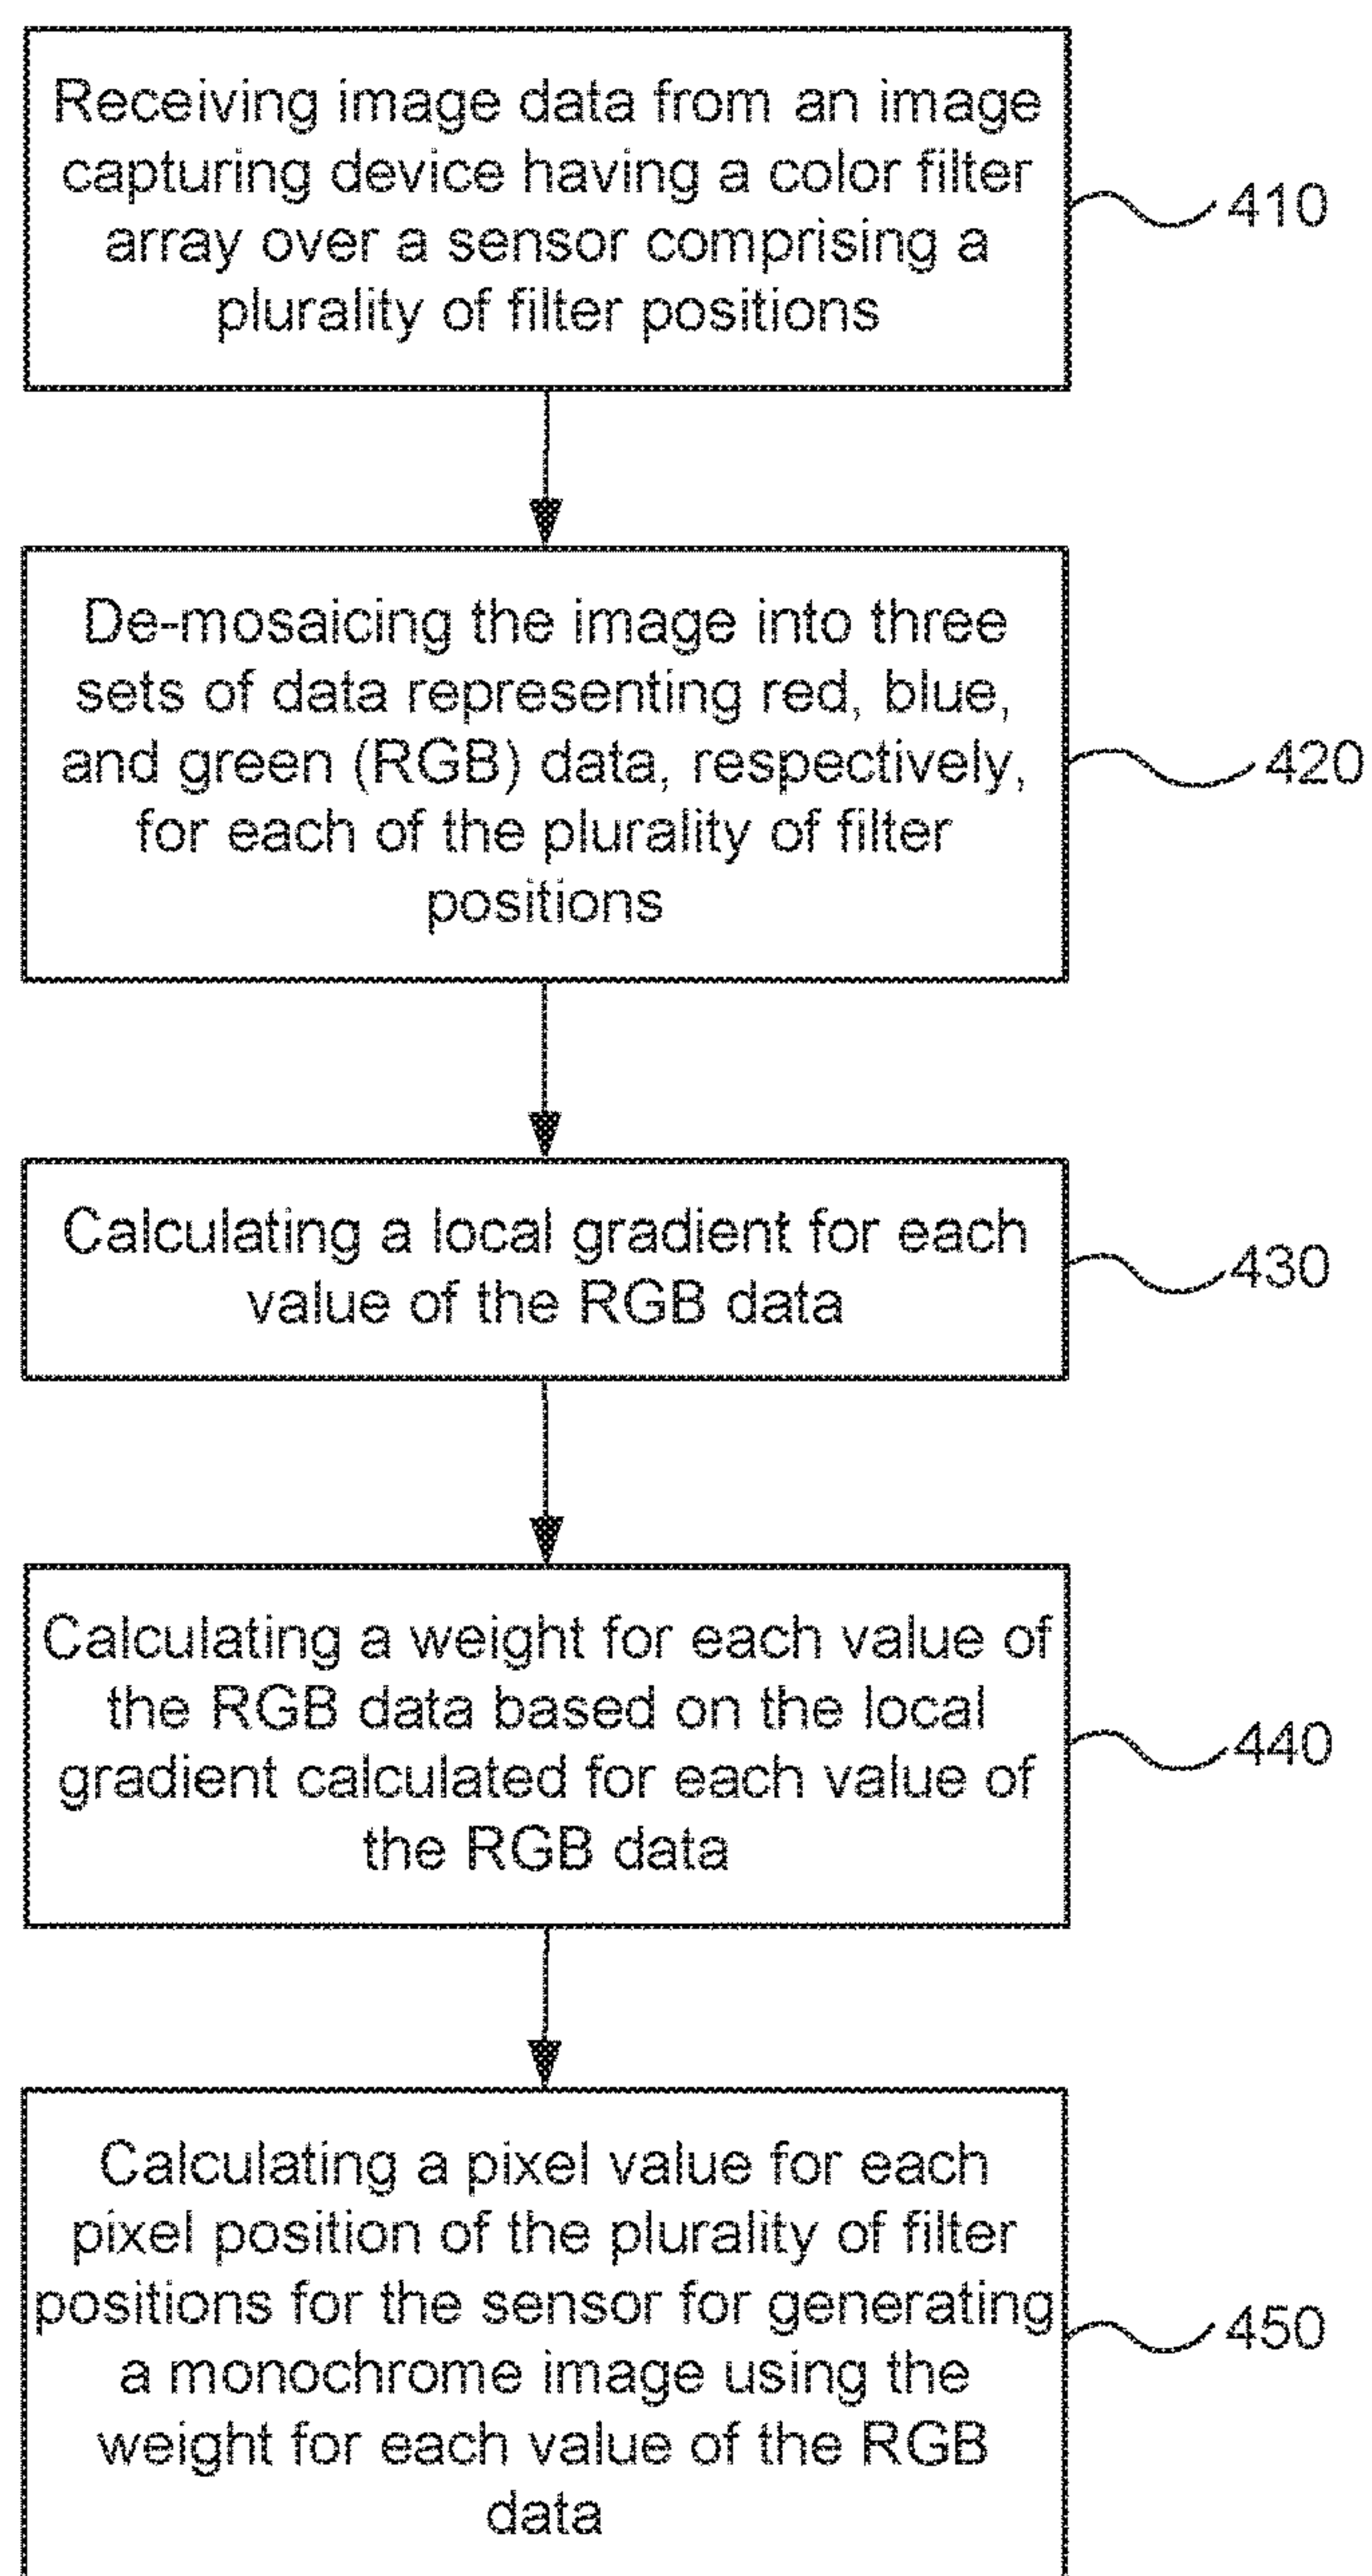 Receiving image data from an image
capturing device having a color filter
array over a sensor comprising a
plurality of filter positions
410
De-mosaicing the image into three
sets of data representing red, blue,
and green (RGB) data, respectively,
for each of the plurality of filter
positions
420
Calculating a local gradient for each
value of the RGB data
430
Calculating a weight for each value of
the RGB data based on the local
gradient calculated for each value of
the RGB data
440
Calculating a pixel value for each
pixel position of the plurality of filter
positions for the sensor for generating
a monochrome image using the
weight for each value of the RGB
data
450